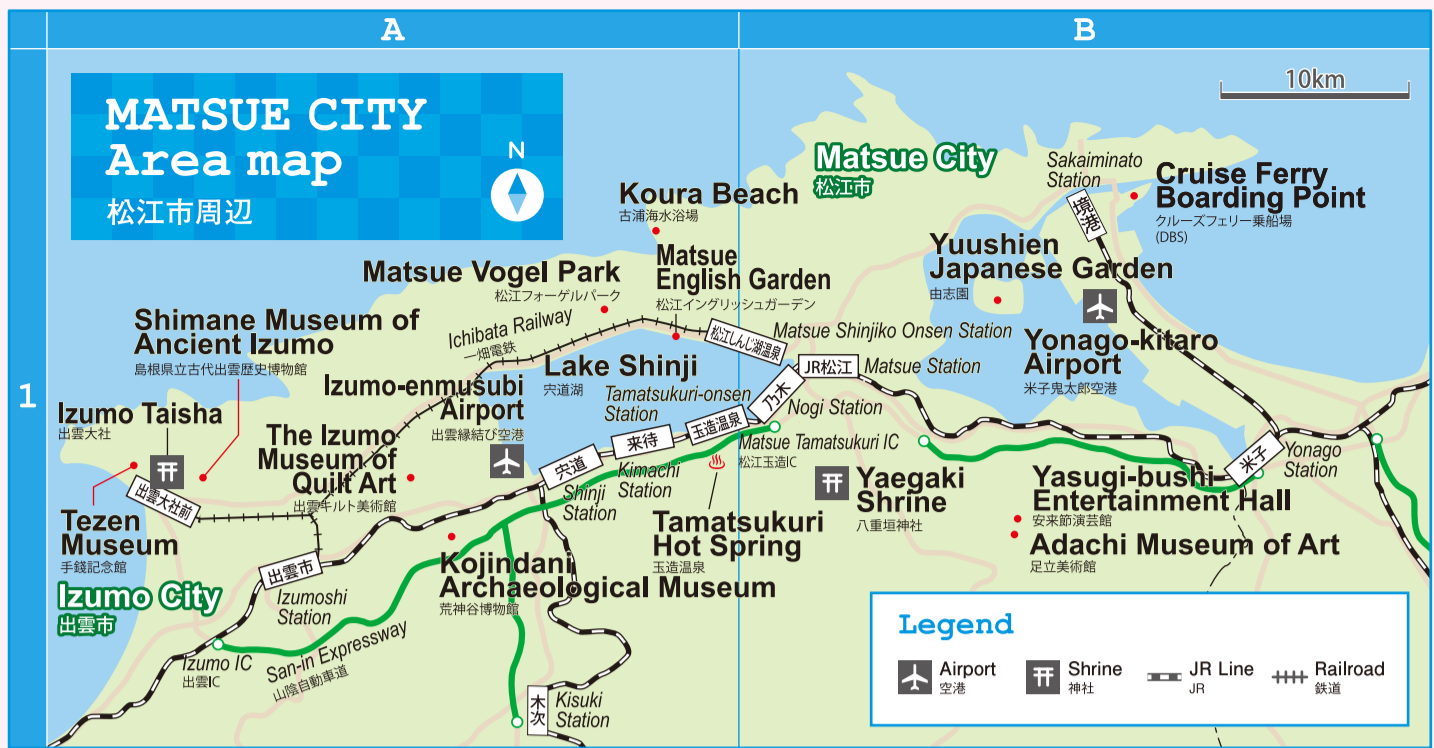 A
B
1
MATSUE CITY
Area map
松江市周辺
N
10km
Matsue City
松江市
Sakaiminato
Station
境港
Cruise Ferry
Boarding Point
クルーズフェリー乗船場
(DBS)
Koura Beach
古浦海水浴場
Matsue
English Garden
松江イングリッシュガーデン
Yuushien
Japanese Garden
由志園
Matsue Vogel Park
松江フォーゲルパーク
Shimane Museum of
Ancient Izumo
島根県立古代出雲歴史博物館
Ichibata Railway
一畑電鉄
松江しんじ湖温泉
Matsue Shinjiko Onsen Station
Yonago-kitaro
Airport
米子鬼太郎空港
Lake Shinji
宍道湖
JR松江
Matsue Station
Izumo-enmusubi
Airport
出雲縁結び空港
Tamatsukuri-onsen
Station
乃木
Nogi Station
Izumo Taisha
出雲大社
The Izumo
Museum of
Quilt Art
出雲キルト美術館
宍道
Shinji
Station
来待
Kimachi
Station
玉造温泉
Matsue Tamatsukuri IC
松江玉造IC
米子
Yonago
Station
出雲大社前
Tezen
Museum
手錢記念館
Tamatsukuri
Hot Spring
玉造温泉
Yaegaki
Shrine
八重垣神社
Yasugi-bushi
Entertainment Hall
安来節演芸館
Adachi Museum of Art
足立美術館
Kojindani
Archaeological Museum
荒神谷博物館
Izumo City
出雲市
出雲市
Izumoshi
Station
Izumo IC
出雲IC
San-in Expressway
山陰自動車道
木次
Kisuki
Station
Legend
Airport
空港
Shrine
神社
JR Line
JR
Railroad
鉄道